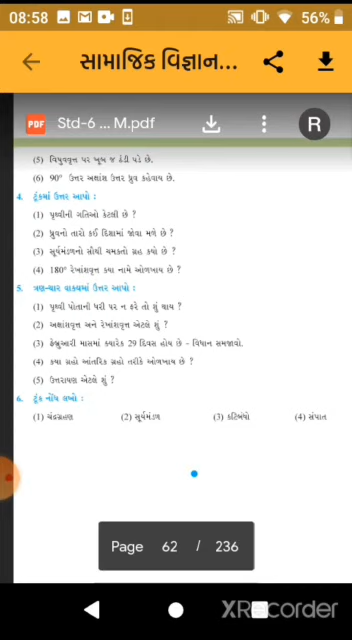 08:58
56%
સામાજિક વિજ્ઞાન...
PDF Std-6 ... M.pdf R
(5) વિષુવવૃત્ત પર ખૂબ જ ઠંડી પડે છે.
(6) 90° ઉત્તર અક્ષાંશ ઉત્તર ધ્રુવ કહેવાય છે.
4. ટૂંકમાં ઉત્તર આપો :
(1) પૃથ્વીની ગતિઓ કેટલી છે ?
(2) ધ્રુવનો તારો કઈ દિશામાં જોવા મળે છે ?
(3) સૂર્યમંડળનો સૌથી ચમકતો ગ્રહ કયો છે ?
(4) 180° રેખાંશવૃત્ત કયા નામે ઓળખાય છે ?
5. ત્રણ-ચાર વાક્યમાં ઉત્તર આપો :
(1) પૃથ્વી પોતાની ધરી પર ન ફરે તો શું થાય ?
(2) અક્ષાંશવૃત્ત અને રેખાંશવૃત્ત એટલે શું ?
(3) ફેબ્રુઆરી માસમાં ક્યારેક 29 દિવસ હોય છે - વિધાન સમજાવો.
(4) કયા ગ્રહો આંતરિક ગ્રહો તરીકે ઓળખાય છે ?
(5) ઉત્તરાયણ એટલે શું ?
6. ટૂંક નોંધ લખો :
(1) ચંદ્રગ્રહણ (2) સૂર્યમંડળ (3) કટિબંધો (4) સંપાત
Page 62 / 236
XRecorder